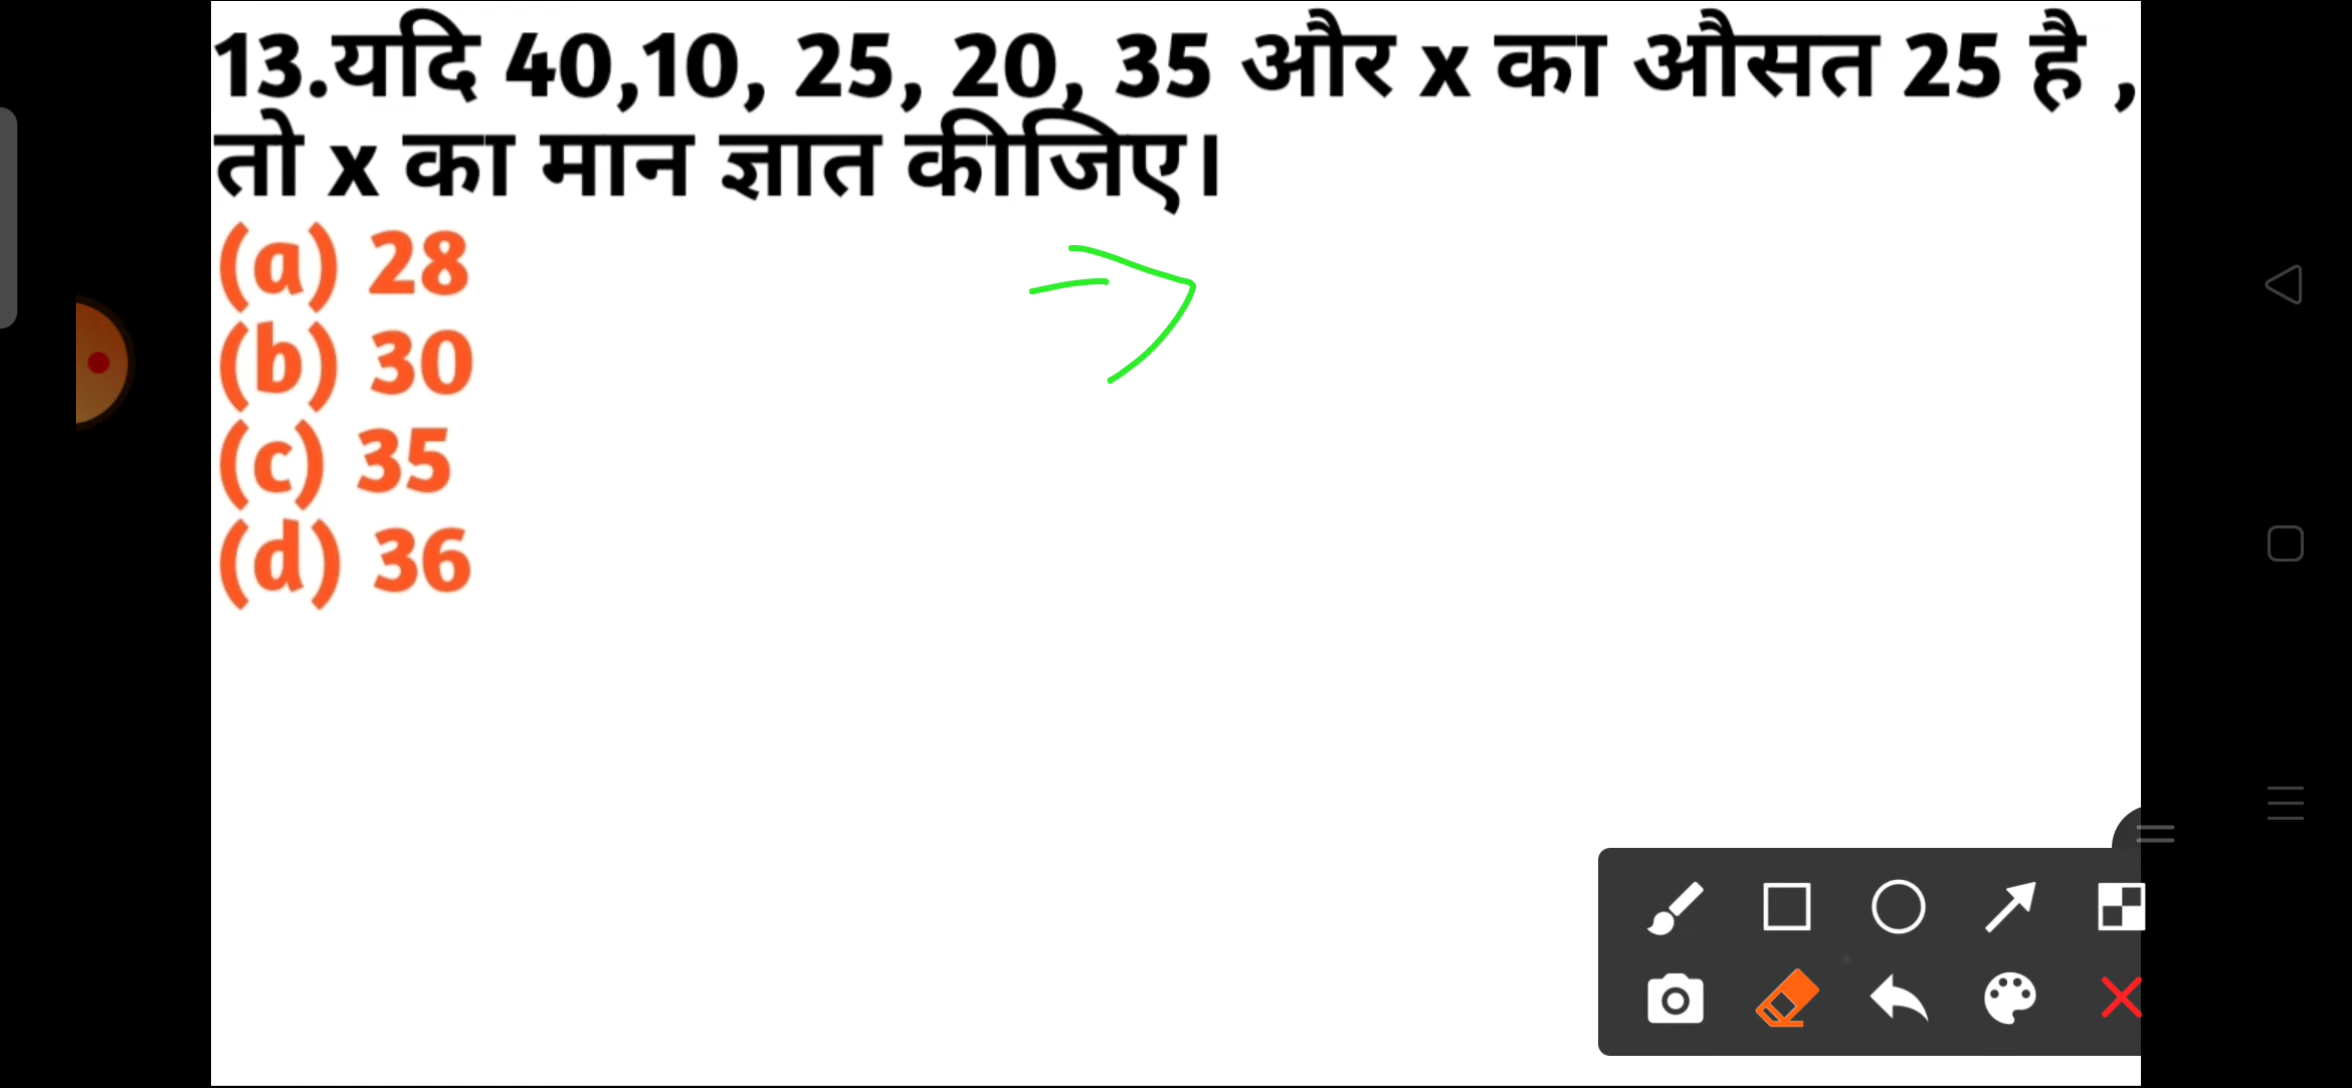 13.यदि 40,10, 25, 20, 35 और x का औसत 25 है ,
तो x का मान ज्ञात कीजिए।
(a) 28
(b) 30
(c) 35
(d) 36